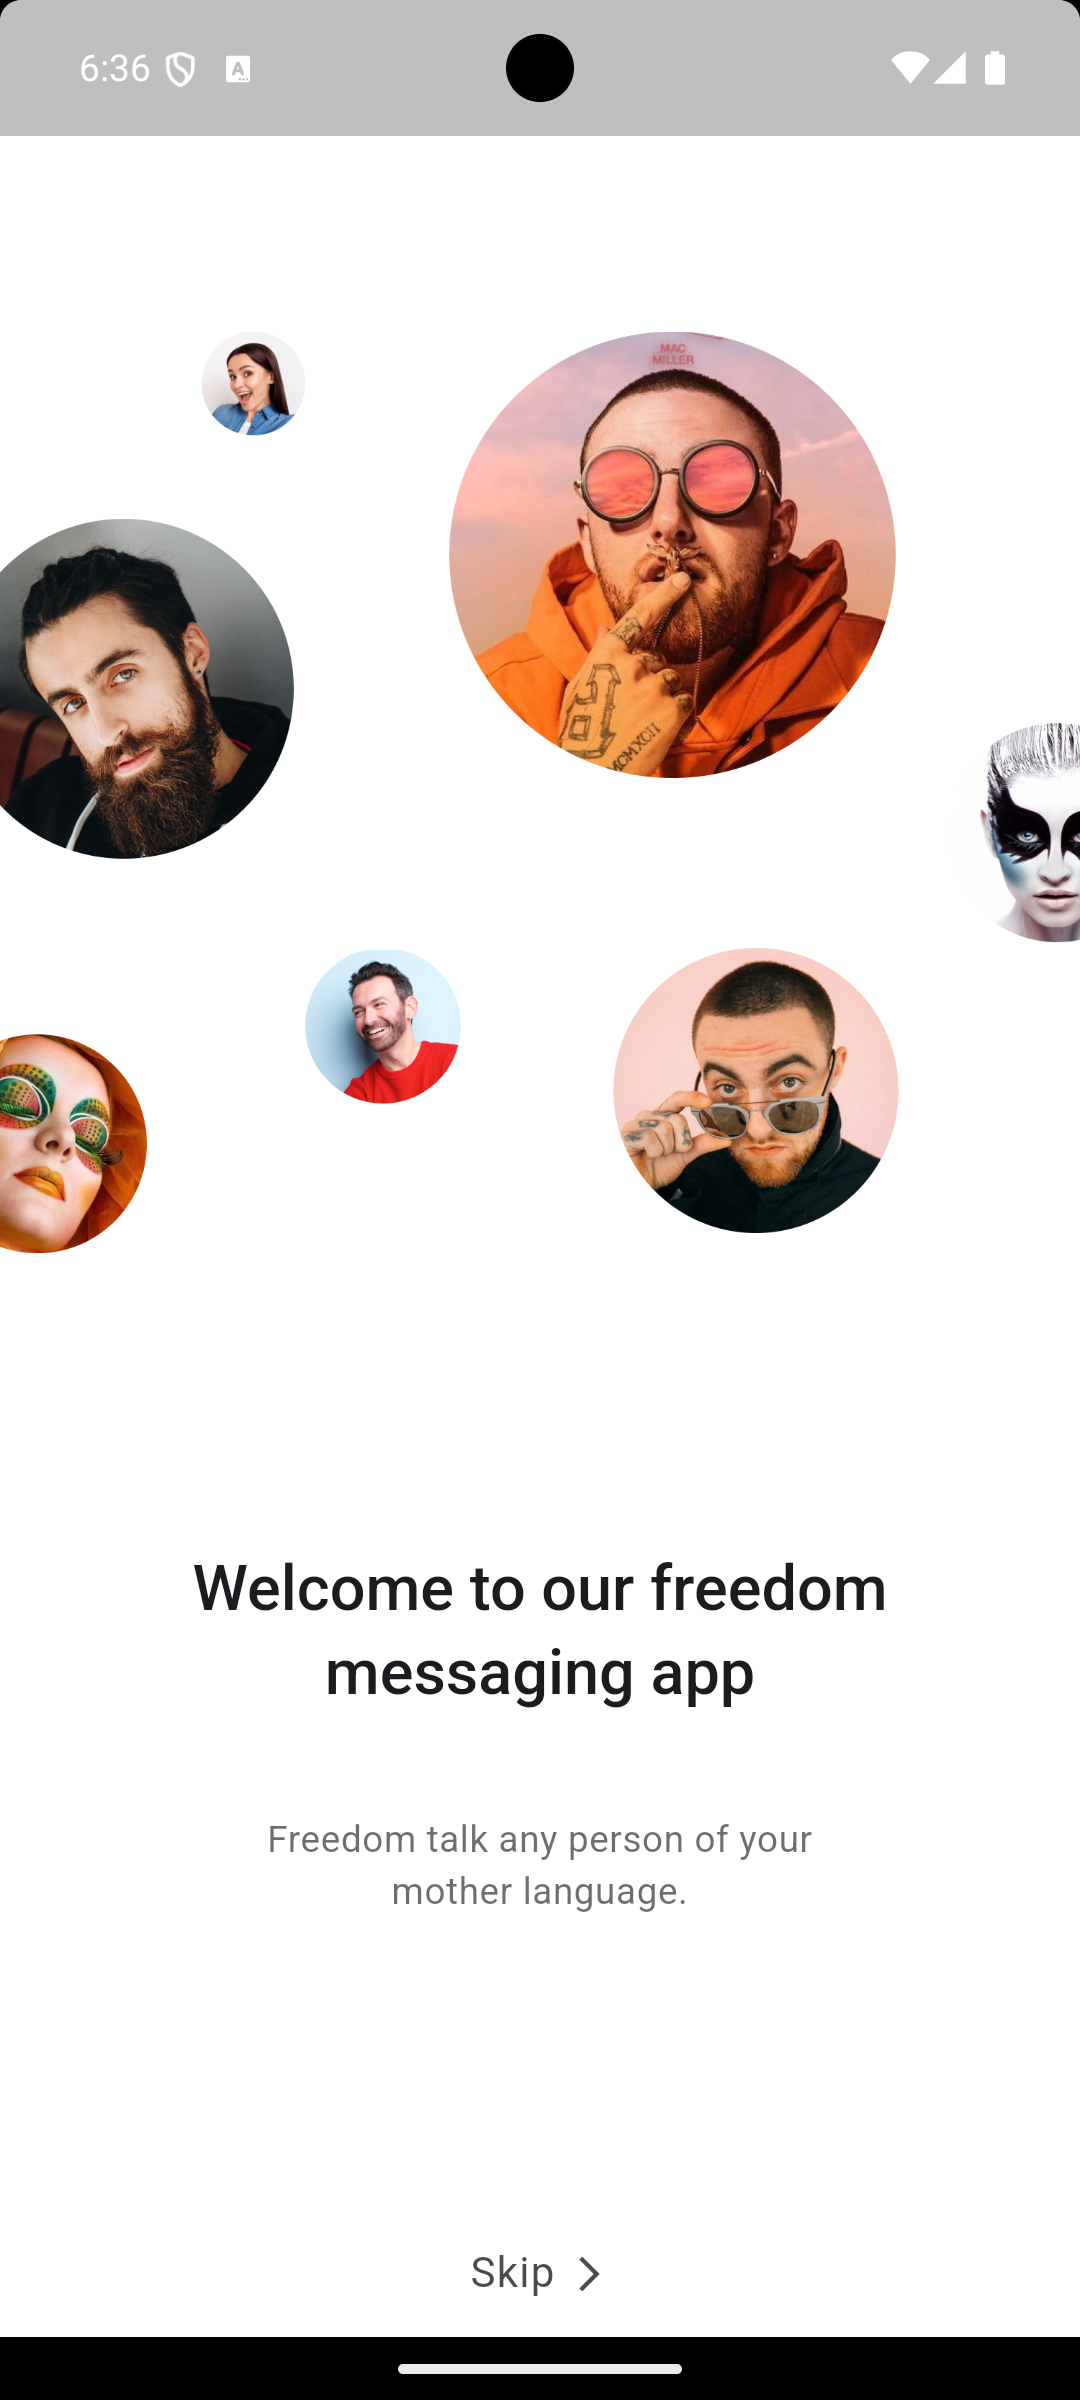 6:36
MAC
MILLER
MCMXCII
Welcome to our freedom
messaging app
Freedom talk any person of your
mother language.
Skip